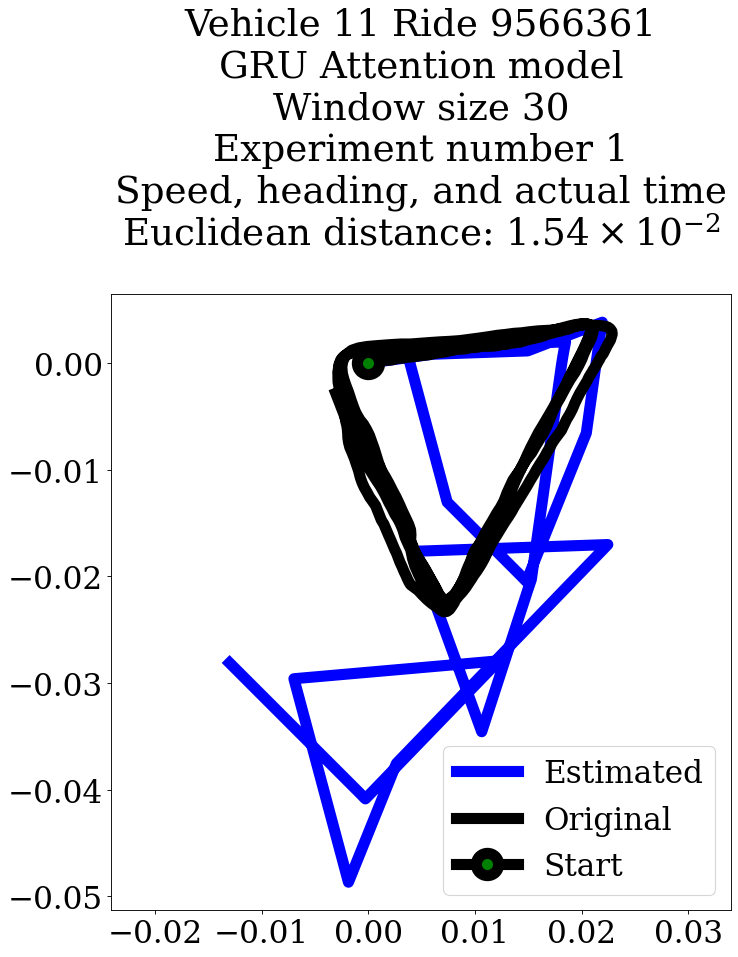 Vehicle 11 Ride 9566361
GRU Attention model
Window size 30
Experiment number 1
Speed, heading, and actual time
Euclidean distance: 1.54 × 10⁻²
0.00
−0.01
−0.02
−0.03
−0.04
−0.05
Estimated
Original
Start
−0.02 −0.01 0.00 0.01 0.02 0.03